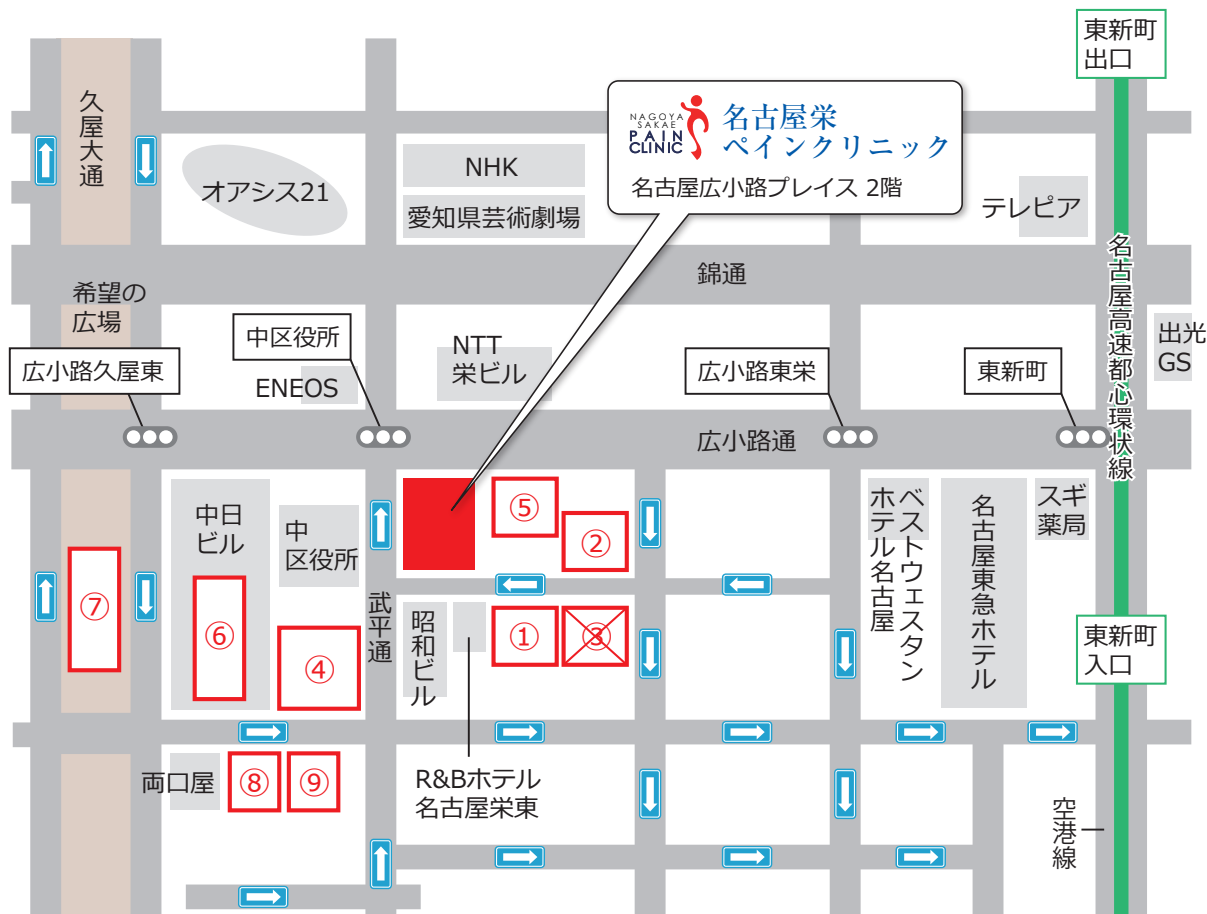 東新町
出口
久屋大通
NAGOYA
SAKAE
PAIN
CLINIC
名古屋栄
ペインクリニック
名古屋広小路プレイス 2階
オアシス21
NHK
愛知県芸術劇場
テレピア
名古屋高速都心環状線
錦通
希望の
広場
中区役所
広小路久屋東
ENEOS
NTT
栄ビル
広小路東栄
東新町
出光
GS
広小路通
中日
ビル
中
区役所
⑤
②
ベストウェスタン
ホテル名古屋
名古屋東急ホテル
スギ
薬局
⑦
⑥
④
武平通
昭和ビル
①
③
東新町
入口
両口屋
⑧
⑨
R&Bホテル
名古屋栄東
空港線